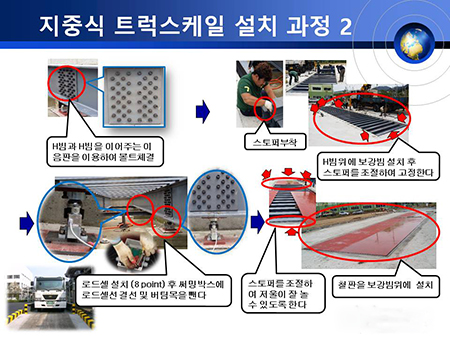 지중식 트럭스케일 설치 과정 2
H빔과 H빔을 이어주는 이
음판을 이용하여 볼트체결
스토퍼부착
H빔위에 보강빔 설치 후
스토퍼를 조절하여 고정한다
로드셀 설치 (8 point) 후 써밍박스에
로드셀선 결선 및 버팀목을 뺀다
스토퍼를 조절하
여 저울이 잘 놀
수 있도록한다
철판을 보강빔위에 설치